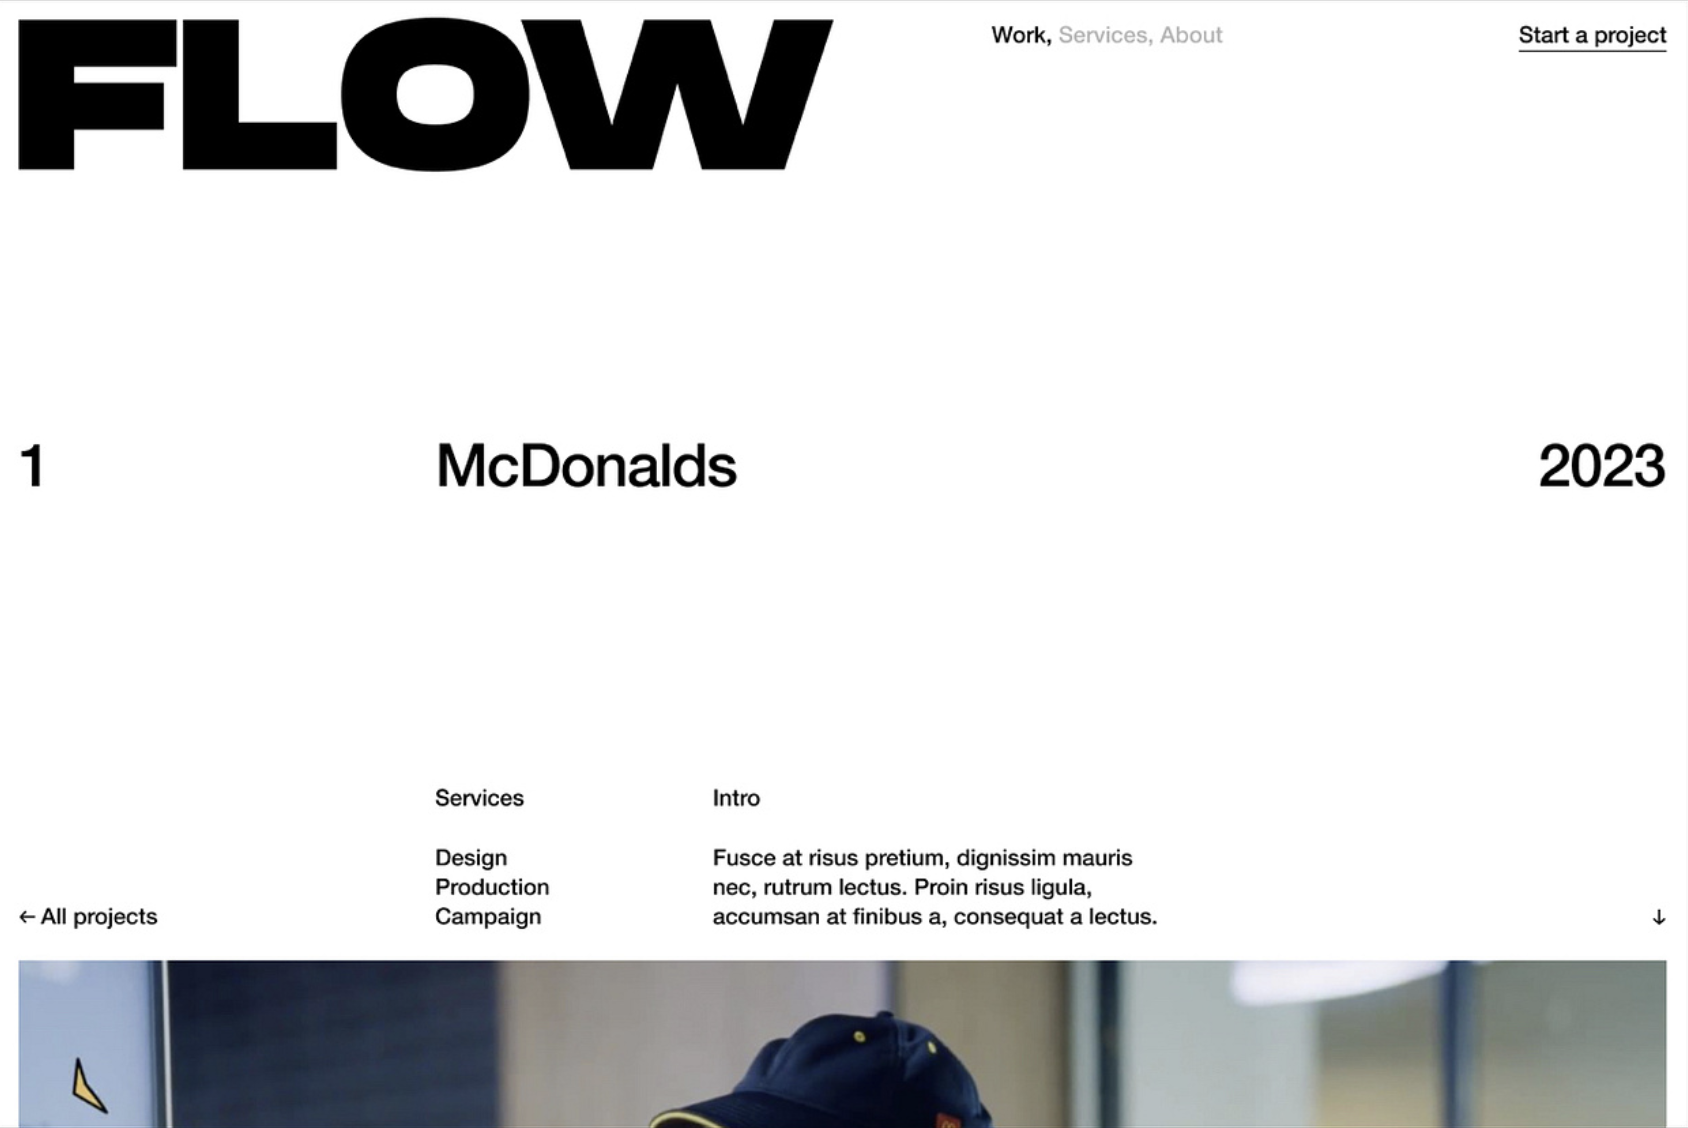 FLOW
Work, Services, About
Start a project
1
McDonalds
2023
Services
Design
Production
Campaign
Intro
Fusce at risus pretium, dignissim mauris
nec, rutrum lectus. Proin risus ligula,
accumsan at finibus a, consequat a lectus.
← All projects
↓